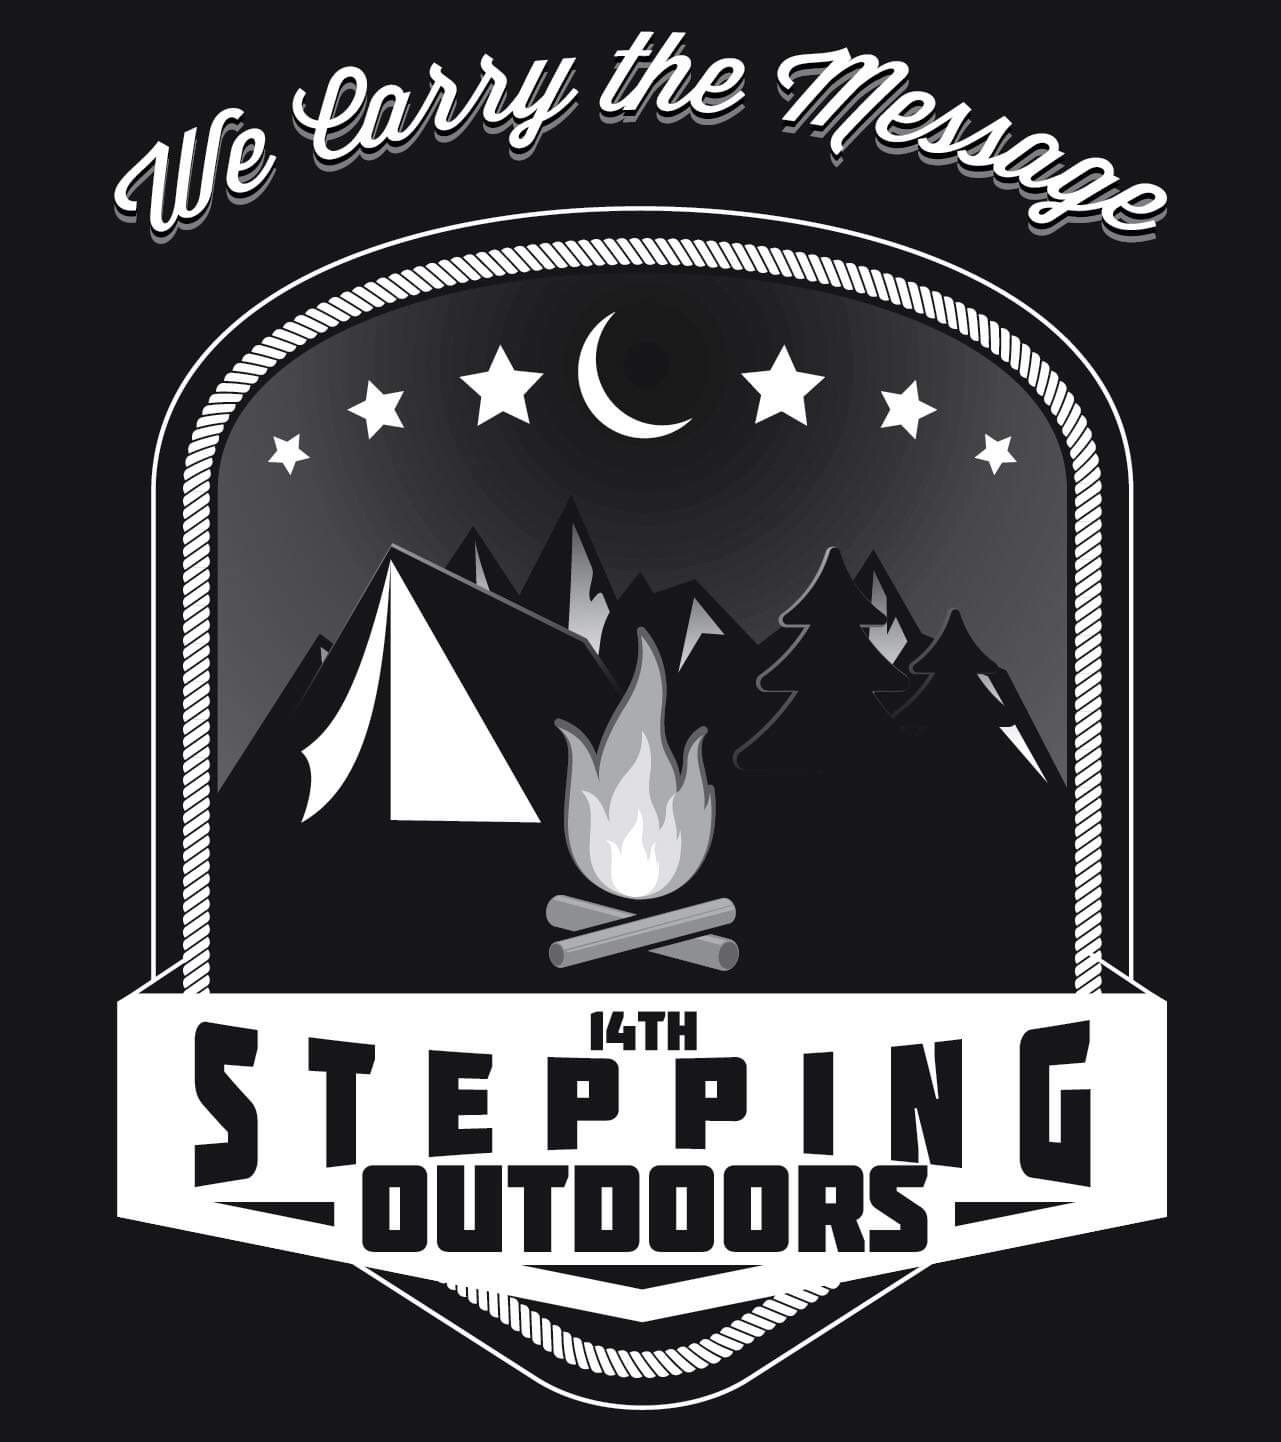 We Carry the Message
14TH
STEPPING
OUTDOORS